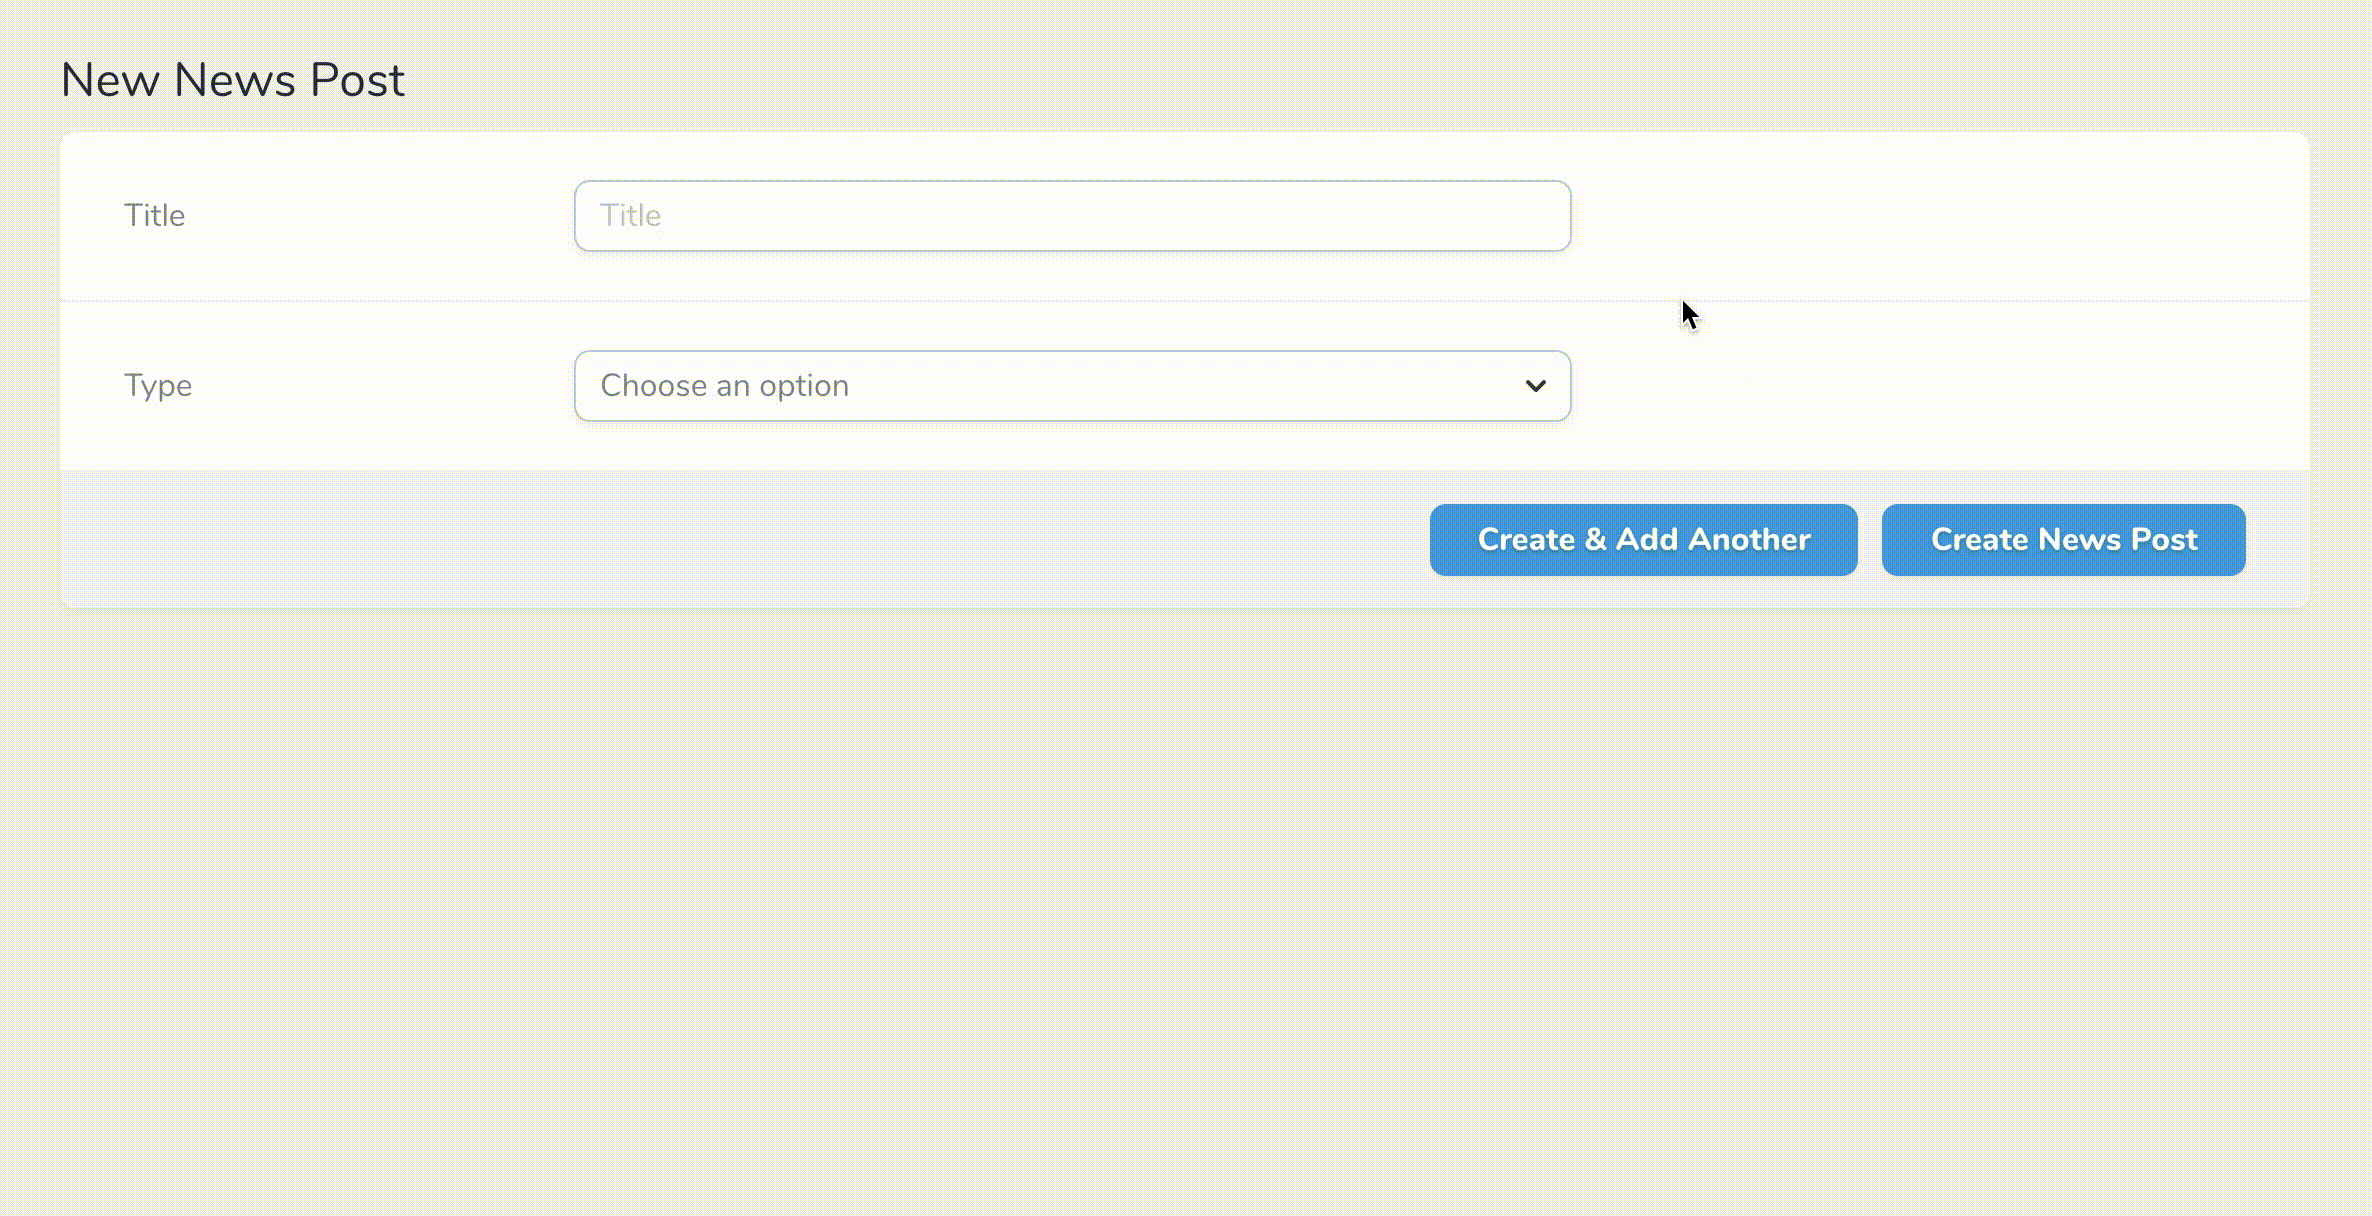 New News Post
Title
Title
Type
Choose an option
Create & Add Another
Create News Post